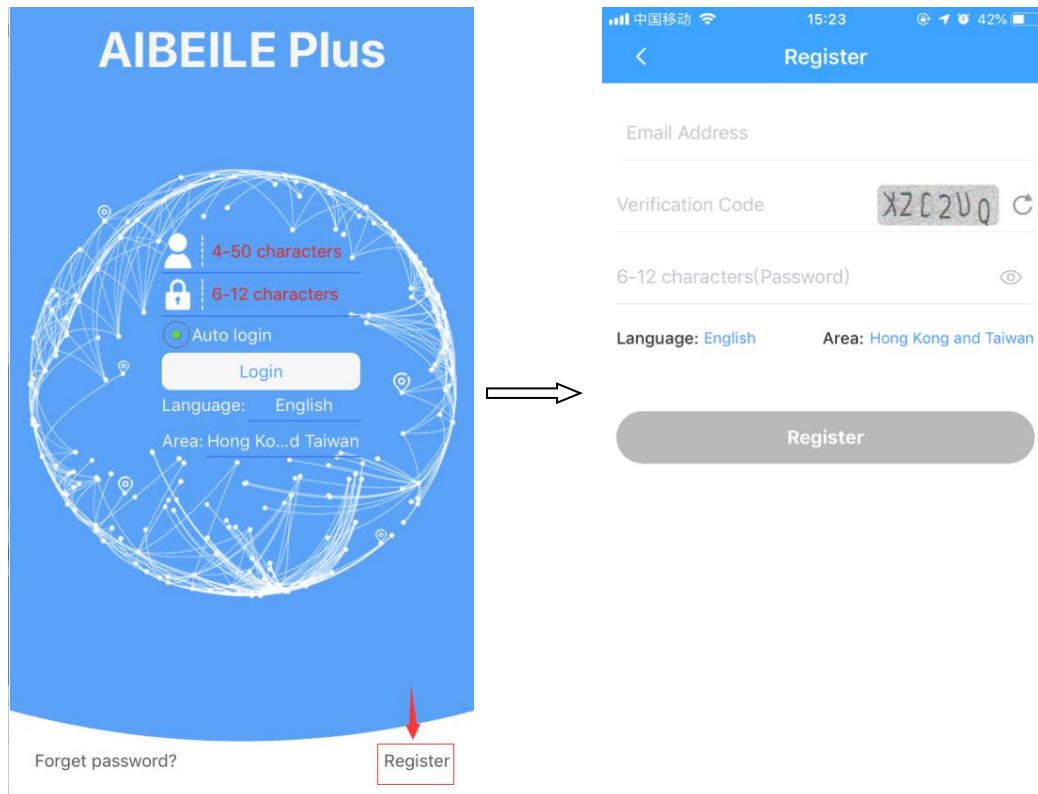 AIBEILE Plus
4-50 characters
6-12 characters
Auto login
Login
Language: English
Area: Hong Ko...d Taiwan
Forget password?
Register
中国移动 15:23 42%
Register
Email Address
Verification Code XZC2UQ
6-12 characters(Password)
Language: English Area: Hong Kong and Taiwan
Register